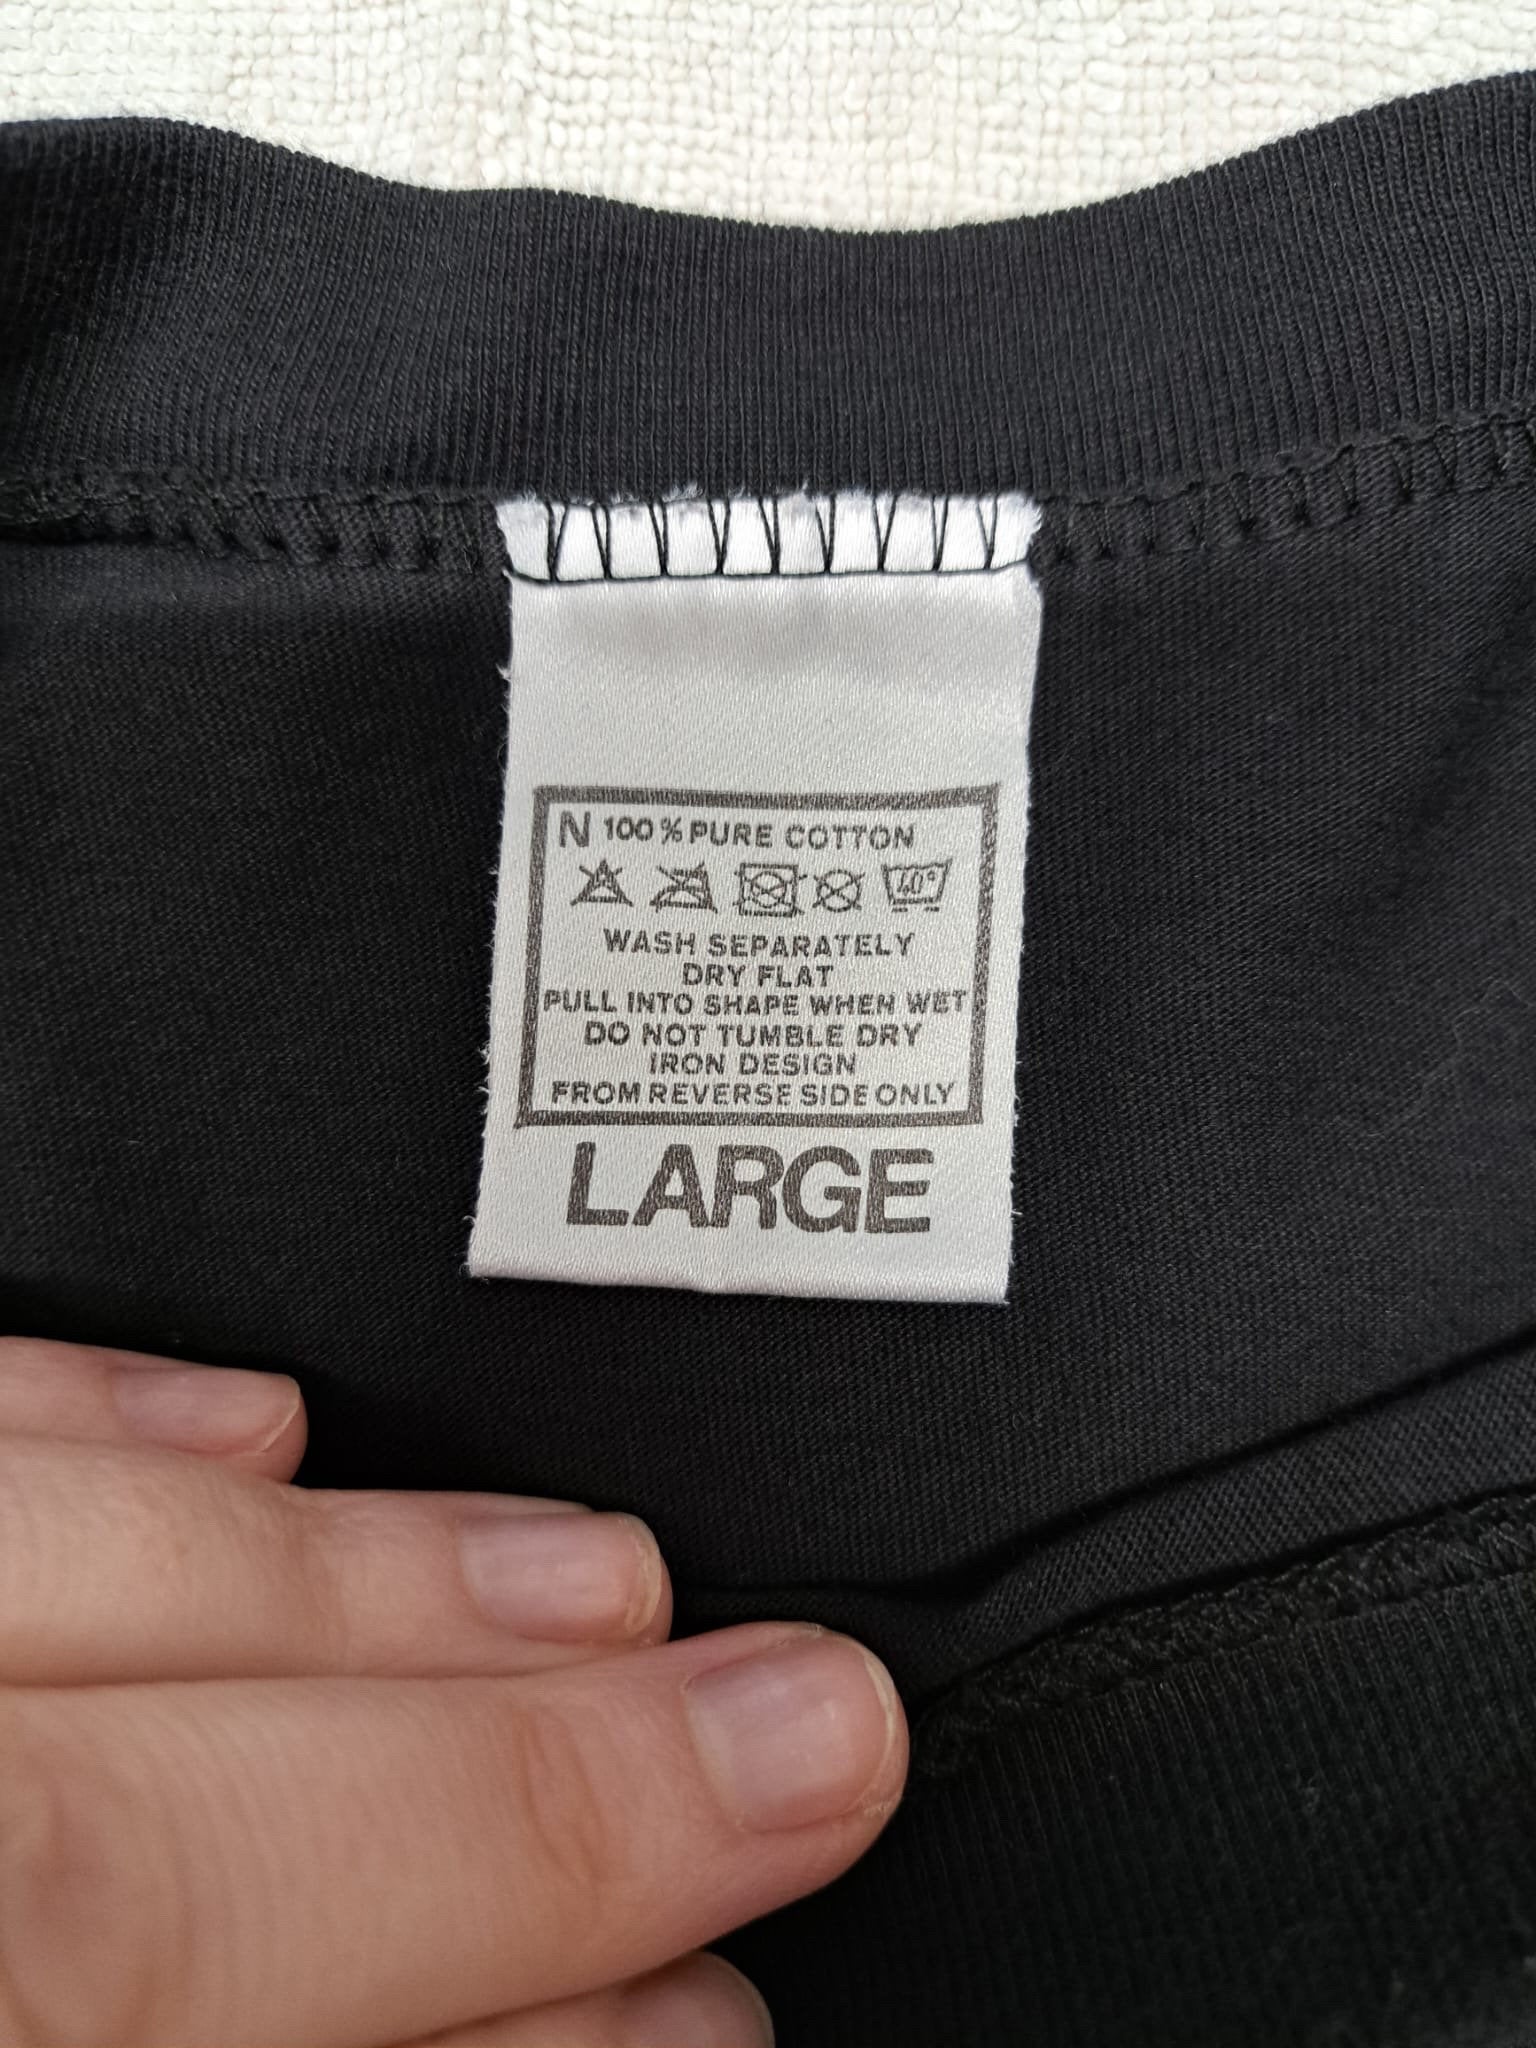 N 100% PURE COTTON
40°
WASH SEPARATELY
DRY FLAT
PULL INTO SHAPE WHEN WET
DO NOT TUMBLE DRY
IRON DESIGN
FROM REVERSE SIDE ONLY
LARGE